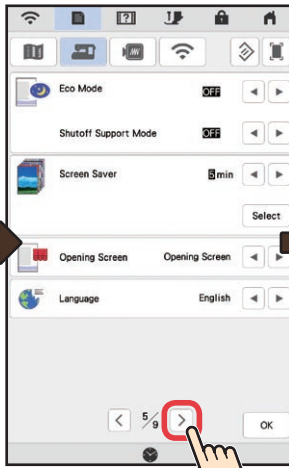 Eco Mode OFF
Shutoff Support Mode OFF
Screen Saver 5 min
Select
Opening Screen Opening Screen
Language English
5/9
OK